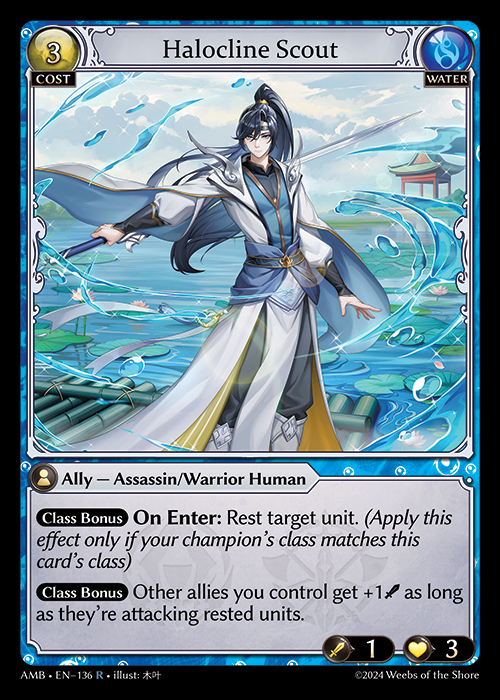 3
Halocline Scout
COST
WATER
Ally — Assassin/Warrior Human
Class Bonus On Enter: Rest target unit. (Apply this
effect only if your champion's class matches this
card's class)
Class Bonus Other allies you control get +1 as long
as they're attacking rested units.
1
3
AMB • EN–136 R • illust: 木叶
©2024 Weebs of the Shore